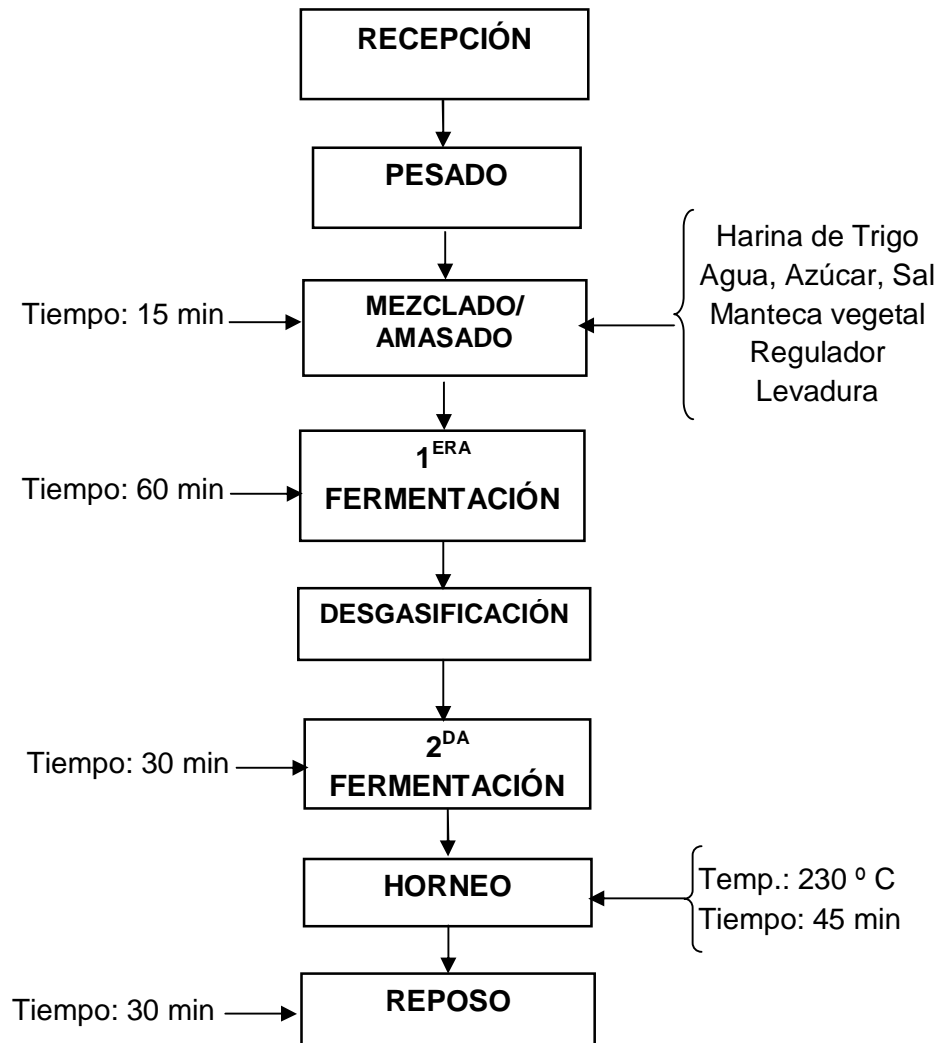 RECEPCIÓN
PESADO
Harina de Trigo
Agua, Azúcar, Sal
Manteca vegetal
Regulador
Levadura
Tiempo: 15 min
MEZCLADO/
AMASADO
1ERA
FERMENTACIÓN
Tiempo: 60 min
DESGASIFICACIÓN
2DA
FERMENTACIÓN
Tiempo: 30 min
HORNEO
Temp.: 230 º C
Tiempo: 45 min
REPOSO
Tiempo: 30 min